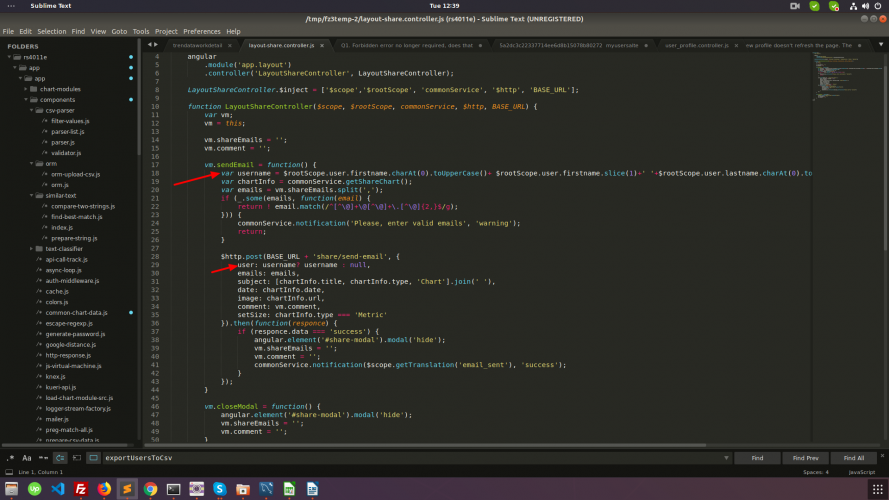 Sublime Text
Tue 12:39
/tmp/fz3temp-2/layout-share.controller.js (rs4011e) - Sublime Text (UNREGISTERED)
File Edit Selection Find View Goto Tools Project Preferences Help
FOLDERS
rs4011e
app
app
chart-modules
components
csv-parser
filter-values.js
parser-list.js
parser.js
validator.js
orm
orm-upload-csv.js
orm.js
similar-text
compare-two-strings.js
find-best-match.js
index.js
prepare-string.js
text-classifier
api-call-track.js
async-loop.js
auth-middleware.js
cache.js
colors.js
common-chart-data.js
escape-regexp.js
generate-password.js
google-distance.js
http-response.js
js-virtual-machine.js
knex.js
kueri-api.js
load-chart-module-src.js
logger-stream-factory.js
mailer.js
preg-match-all.js
prepare-csv-data.js
trendallaworkdetail
layout-share.controller.js
Q1. Forbidden error no longer required, does that
user_profile.controller.js
ew profile doesn't refresh the page. The
4 angular
5 .module('app.layout')
6 .controller('LayoutShareController', LayoutShareController);
7
8 LayoutShareController.$inject = ['$scope','$rootScope', 'commonService', '$http', 'BASE_URL'];
9
10 function LayoutShareController($scope, $rootScope, commonService, $http, BASE_URL) {
11 var vm;
12 vm = this;
13
14 vm.shareEmails = '';
15 vm.comment = '';
16
17 vm.sendEmail = function() {
18 var username = $rootScope.user.firstname.charAt(0).toUpperCase()+ $rootScope.user.firstname.slice(1)+' '+$rootScope.user.lastname.charAt(0).to
19 var chartInfo = commonService.getShareChart();
20 var emails = vm.shareEmails.split(',');
21 if (_.some(emails, function(email) {
22 return ! email.match(/^[^\@]+\@[^\@]+\.[^\@]{2,}$/g);
23 })) {
24 commonService.notification('Please, enter valid emails', 'warning');
25 return;
26 }
27
28 $http.post(BASE_URL + 'share/send-email', {
29 user: username? username : null,
30 emails: emails,
31 subject: [chartInfo.title, chartInfo.type, 'Chart'].join(' '),
32 date: chartInfo.date,
33 image: chartInfo.url,
34 comment: vm.comment,
35 setSize: chartInfo.type === 'Metric'
36 }).then(function(responce) {
37 if (responce.data === 'success') {
38 angular.element('#share-modal').modal('hide');
39 vm.shareEmails = '';
40 vm.comment = '';
41 commonService.notification($scope.getTranslation('email_sent'), 'success');
42 }
43 });
44 }
45
46 vm.closeModal = function() {
47 angular.element('#share-modal').modal('hide');
48 vm.shareEmails = '';
49 vm.comment = '';
50 }
.* Aa
exportUsersToCsv
Find
Find Prev
Find All
Line 1, Column 1
Spaces: 4
JavaScript